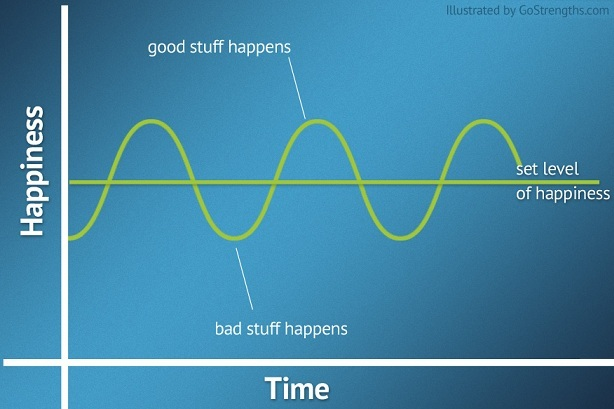 Illustrated by GoStrengths.com
good stuff happens
Happiness
set level
of happiness
bad stuff happens
Time